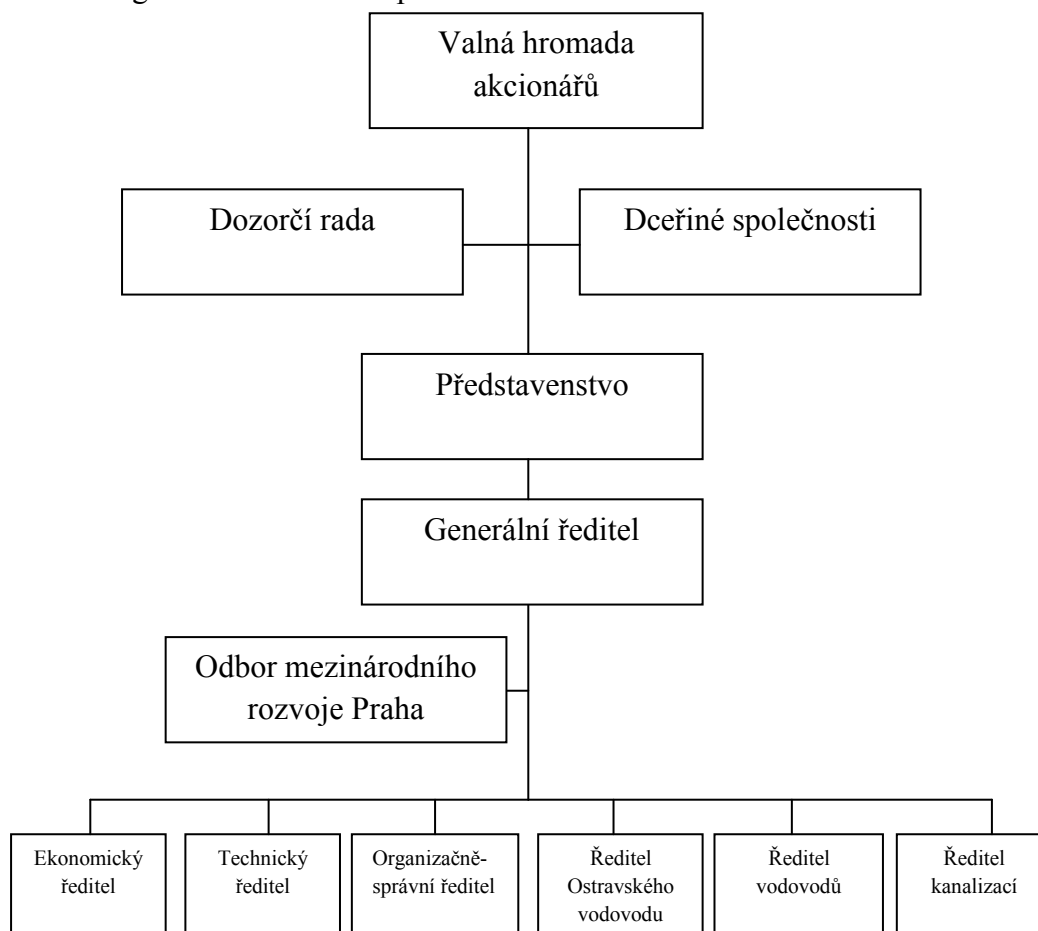 Valná hromada
akcionářů
Dozorčí rada
Dceřiné společnosti
Představenstvo
Generální ředitel
Odbor mezinárodního
rozvoje Praha
Ekonomický
ředitel
Technický
ředitel
Organizačně-
správní ředitel
Ředitel
Ostravského
vodovodu
Ředitel
vodovodů
Ředitel
kanalizací